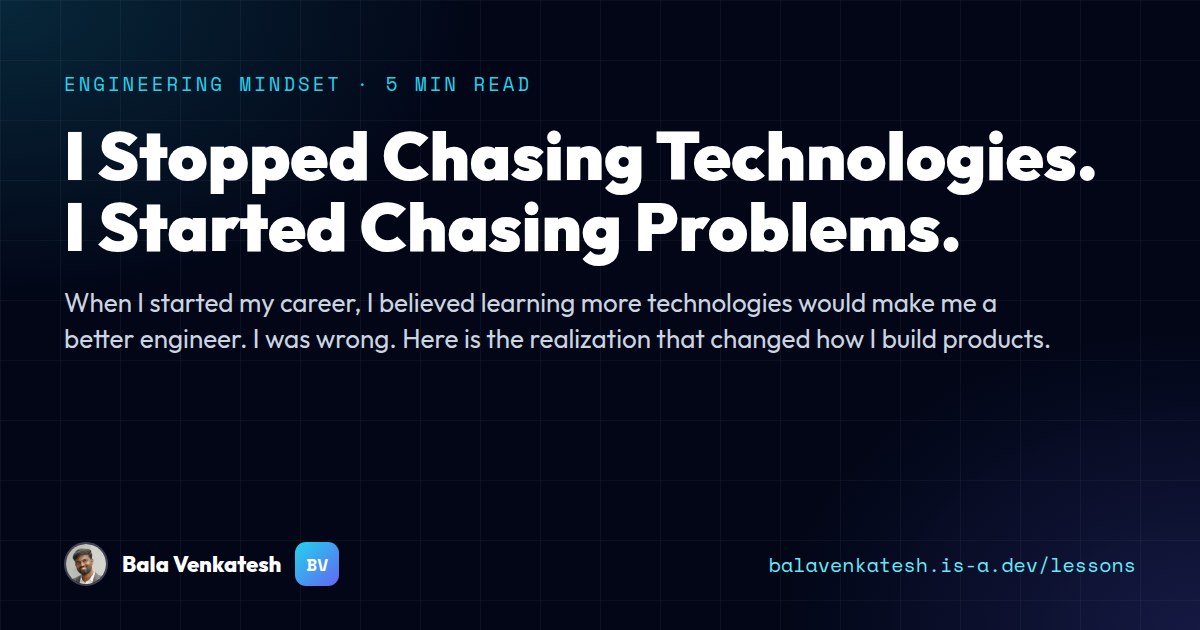 ENGINEERING MINDSET · 5 MIN READ
I Stopped Chasing Technologies.
I Started Chasing Problems.
When I started my career, I believed learning more technologies would make me a
better engineer. I was wrong. Here is the realization that changed how I build products.
Bala Venkatesh BV
balavenkatesh.is-a.dev/lessons